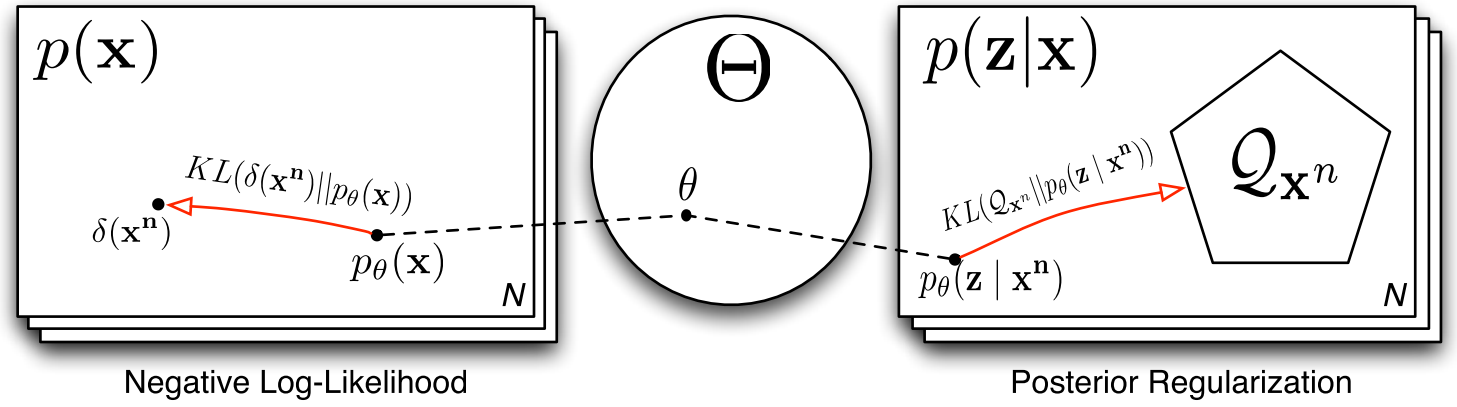 p(𝐱)
KL(δ(𝐱ⁿ)||p_θ(𝐱))
δ(𝐱ⁿ)
p_θ(𝐱)
N
Negative Log-Likelihood
Θ
θ
p(𝐳|𝐱)
KL(𝒬_𝐱ⁿ||p_θ(𝐳 | 𝐱ⁿ))
𝒬_𝐱ⁿ
p_θ(𝐳 | 𝐱ⁿ)
N
Posterior Regularization